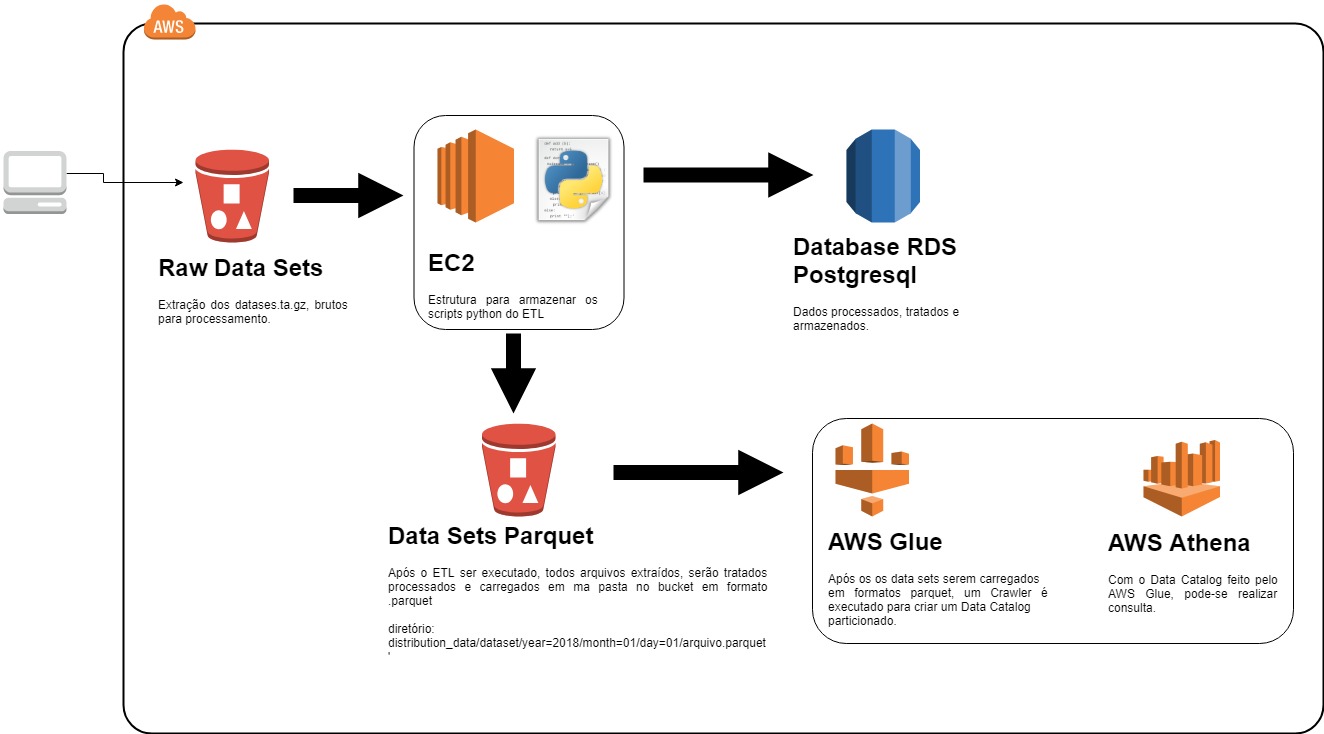 AWS
Raw Data Sets
Extração dos datases.ta.gz, brutos
para processamento.
EC2
Estrutura para armazenar os
scripts python do ETL
Database RDS
Postgresql
Dados processados, tratados e
armazenados.
Data Sets Parquet
Após o ETL ser executado, todos arquivos extraídos, serão tratados
processados e carregados em ma pasta no bucket em formato
.parquet
diretório:
distribution_data/dataset/year=2018/month=01/day=01/arquivo.parquet
AWS Glue
Após os os data sets serem carregados
em formatos parquet, um Crawler é
executado para criar um Data Catalog
particionado.
AWS Athena
Com o Data Catalog feito pelo
AWS Glue, pode-se realizar
consulta.